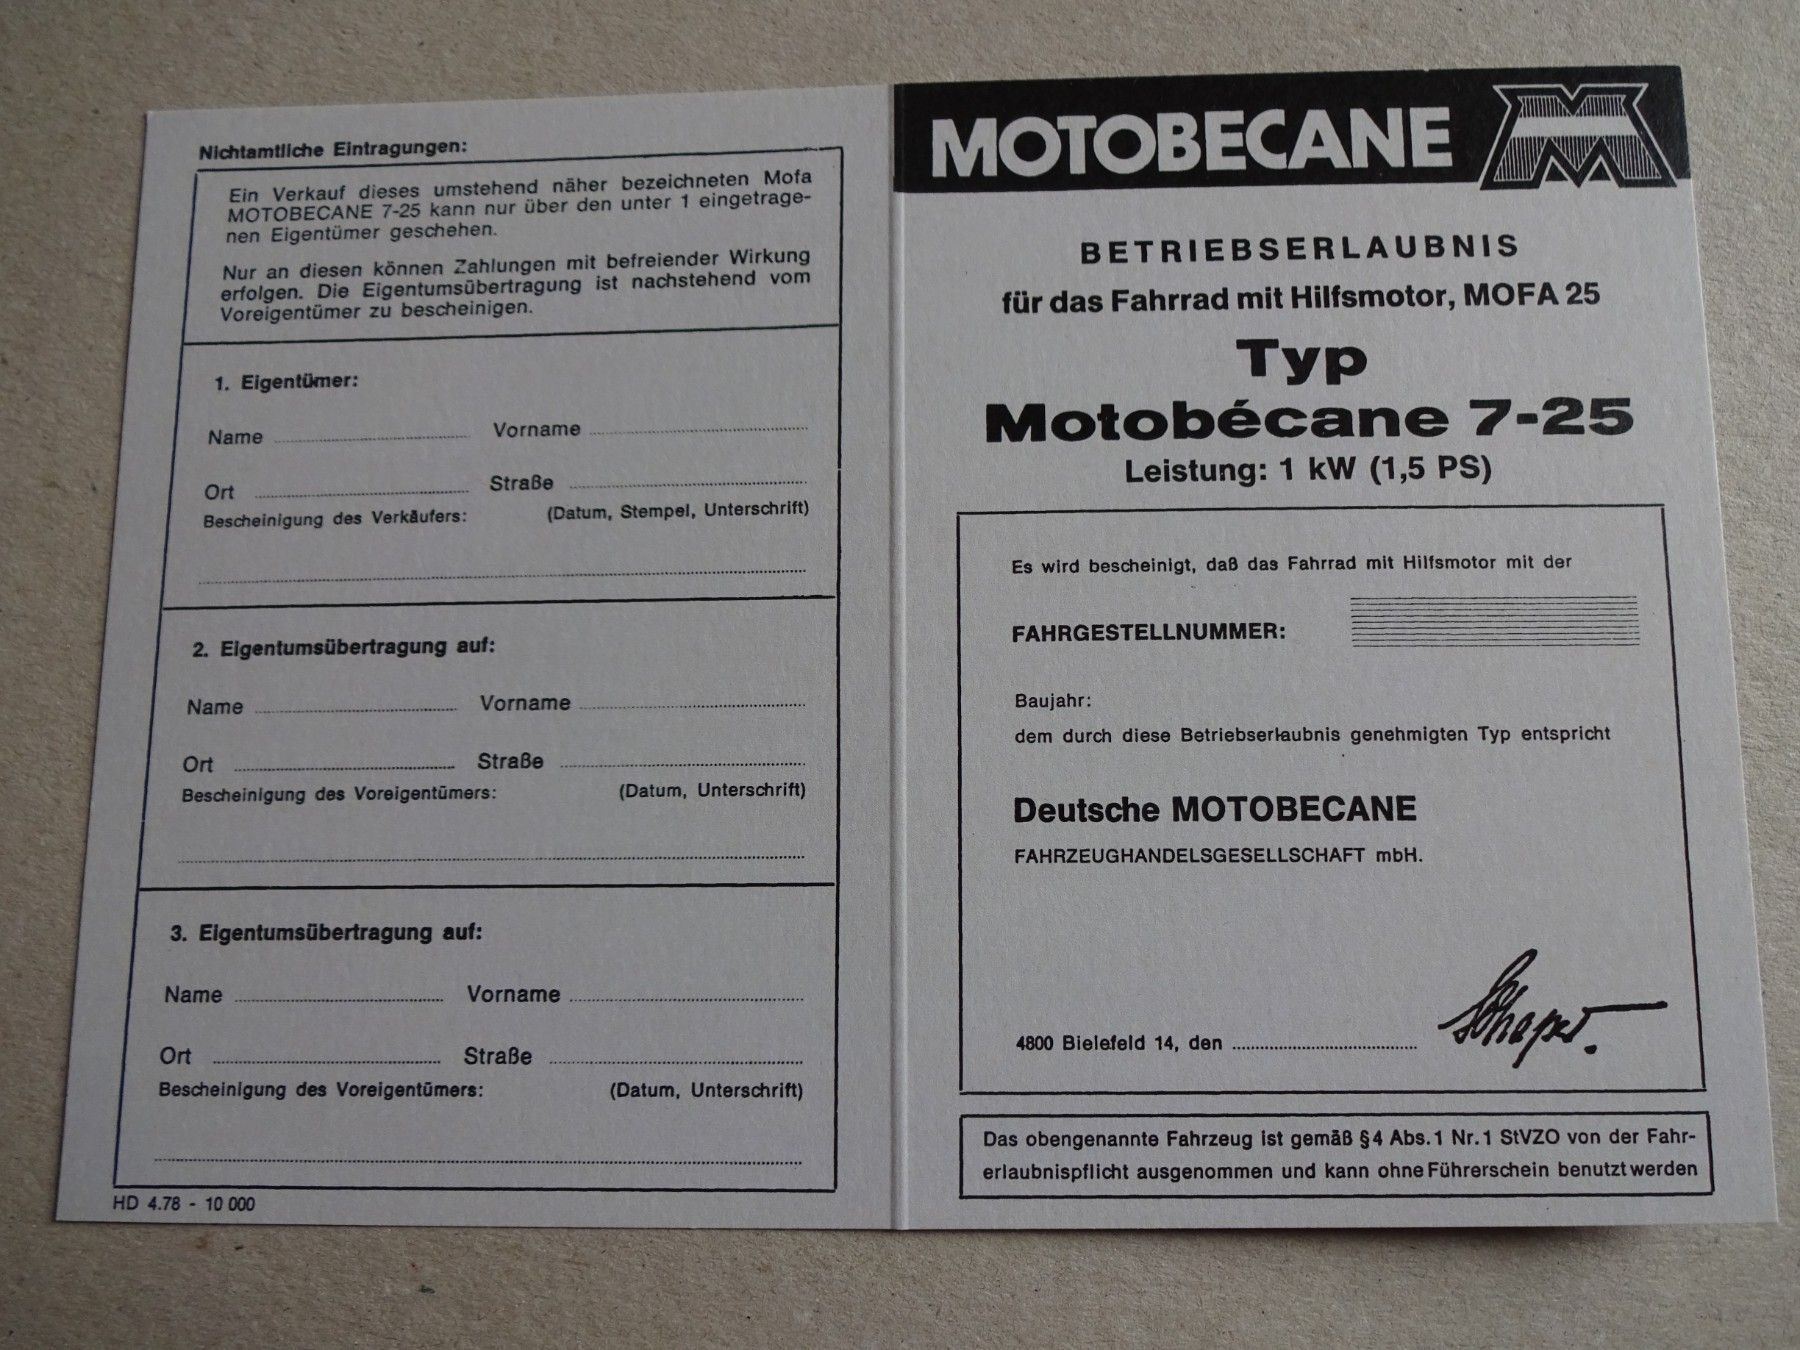 Nichtamtliche Eintragungen:
Ein Verkauf dieses umstehend näher bezeichneten Mofa
MOTOBECANE 7-25 kann nur über den unter 1 eingetrage-
nen Eigentümer geschehen.
Nur an diesen können Zahlungen mit befreiender Wirkung
erfolgen. Die Eigentumsübertragung ist nachstehend vom
Voreigentümer zu bescheinigen.
1. Eigentümer:
Name Vorname
Ort Straße
Bescheinigung des Verkäufers: (Datum, Stempel, Unterschrift)
2. Eigentumsübertragung auf:
Name Vorname
Ort Straße
Bescheinigung des Voreigentümers: (Datum, Unterschrift)
3. Eigentumsübertragung auf:
Name Vorname
Ort Straße
Bescheinigung des Voreigentümers: (Datum, Unterschrift)
HD 4.78 - 10 000
MOTOBECANE M
BETRIEBSERLAUBNIS
für das Fahrrad mit Hilfsmotor, MOFA 25
Typ
Motobécane 7-25
Leistung: 1 kW (1,5 PS)
Es wird bescheinigt, daß das Fahrrad mit Hilfsmotor mit der
FAHRGESTELLNUMMER:
Baujahr:
dem durch diese Betriebserlaubnis genehmigten Typ entspricht
Deutsche MOTOBECANE
FAHRZEUGHANDELSGESELLSCHAFT mbH.
4800 Bielefeld 14, den
Das obengenannte Fahrzeug ist gemäß § 4 Abs. 1 Nr. 1 StVZO von der Fahr-
erlaubnispflicht ausgenommen und kann ohne Führerschein benutzt werden